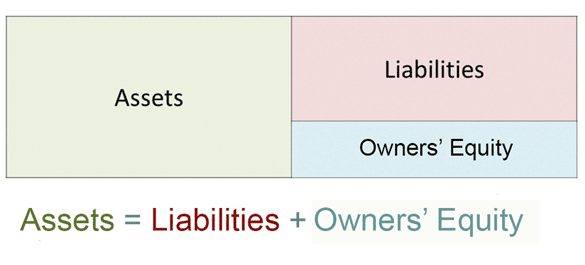 Assets
Liabilities
Owners’ Equity
Assets = Liabilities + Owners’ Equity